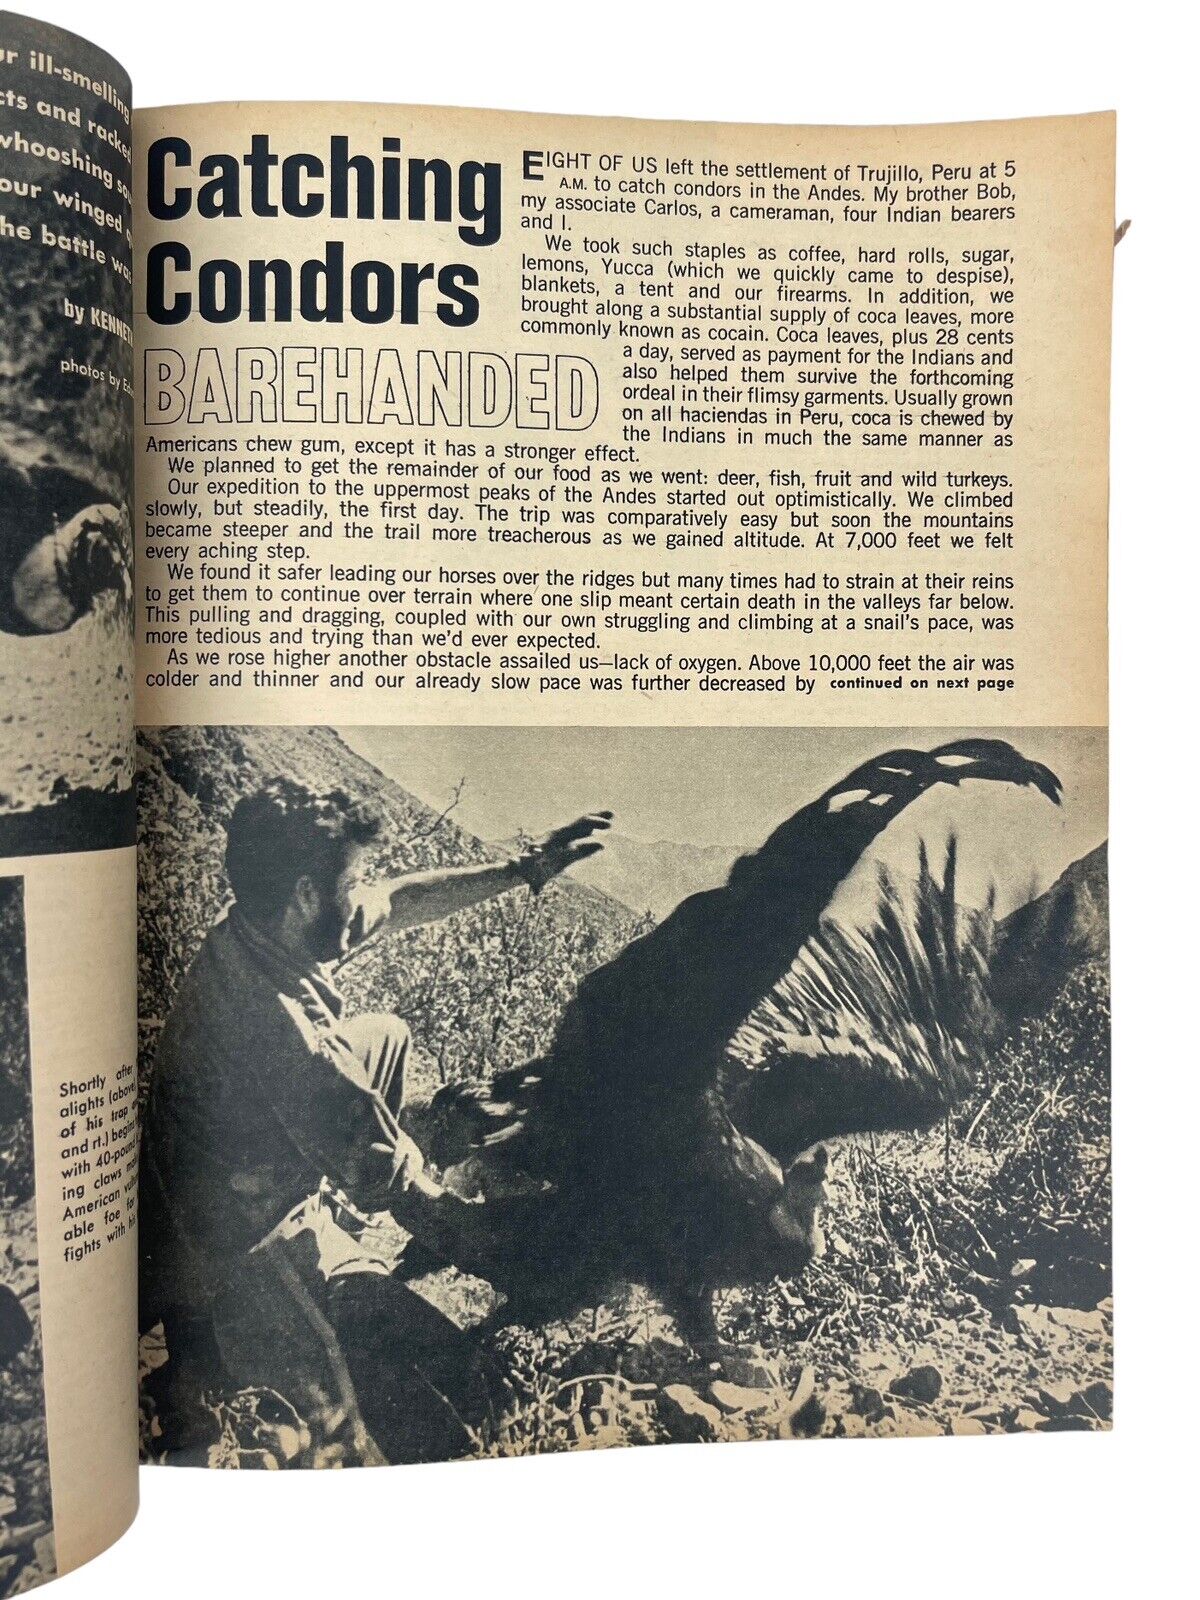 ill-smelling
and racked
whooshing
our winged
he battle was
by
photos by
Shortly after
alights (above
of his trap
and rt.) begins
with 40-pound
ing claws
American
able foe for
fights with his
Catching
Condors
BAREHANDED
EIGHT OF US left the settlement of Trujillo, Peru at 5
A.M. to catch condors in the Andes. My brother Bob,
my associate Carlos, a cameraman, four Indian bearers
and I.
We took such staples as coffee, hard rolls, sugar,
lemons, Yucca (which we quickly came to despise),
blankets, a tent and our firearms. In addition, we
brought along a substantial supply of coca leaves, more
commonly known as cocain. Coca leaves, plus 28 cents
a day, served as payment for the Indians and
also helped them survive the forthcoming
ordeal in their flimsy garments. Usually grown
on all haciendas in Peru, coca is chewed by
the Indians in much the same manner as
Americans chew gum, except it has a stronger effect.
We planned to get the remainder of our food as we went: deer, fish, fruit and wild turkeys.
Our expedition to the uppermost peaks of the Andes started out optimistically. We climbed
slowly, but steadily, the first day. The trip was comparatively easy but soon the mountains
became steeper and the trail more treacherous as we gained altitude. At 7,000 feet we felt
every aching step.
We found it safer leading our horses over the ridges but many times had to strain at their reins
to get them to continue over terrain where one slip meant certain death in the valleys far below.
This pulling and dragging, coupled with our own struggling and climbing at a snail's pace, was
more tedious and trying than we'd ever expected.
As we rose higher another obstacle assailed us—lack of oxygen. Above 10,000 feet the air was
colder and thinner and our already slow pace was further decreased by continued on next page